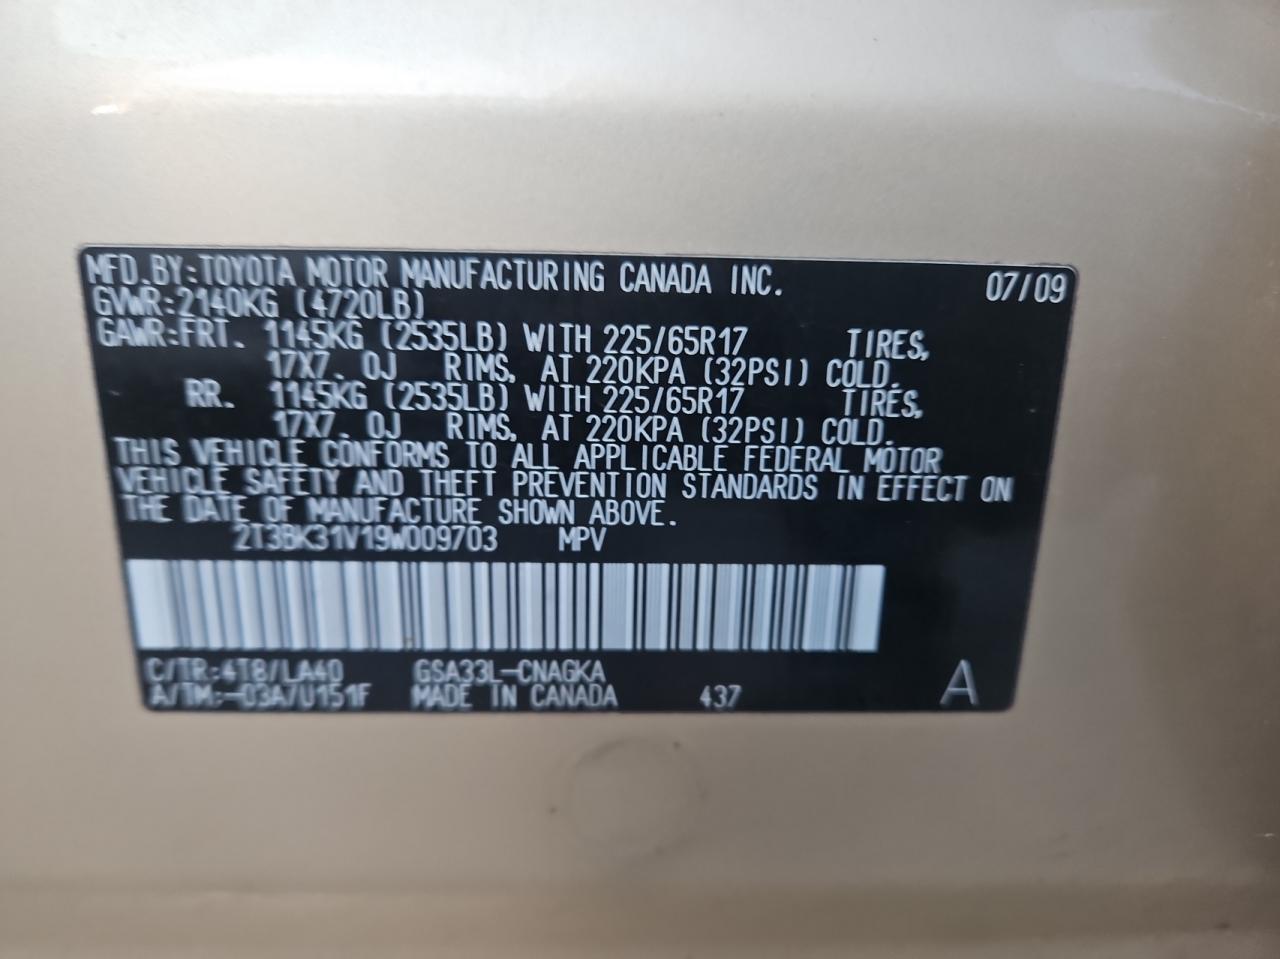 MFD.BY:TOYOTA MOTOR MANUFACTURING CANADA INC. 07/09
GVWR:2140KG (4720LB)
GAWR:FRT. 1145KG (2535LB) WITH 225/65R17 TIRES,
17X7.0J RIMS, AT 220KPA (32PSI) COLD.
RR. 1145KG (2535LB) WITH 225/65R17 TIRES,
17X7.0J RIMS, AT 220KPA (32PSI) COLD.
THIS VEHICLE CONFORMS TO ALL APPLICABLE FEDERAL MOTOR
VEHICLE SAFETY AND THEFT PREVENTION STANDARDS IN EFFECT ON
THE DATE OF MANUFACTURE SHOWN ABOVE.
2T3BK31V19W009703 MPV
C/TR:4T8/LA40 GSA33L-CNAGKA
A/TM:-03A/U151F MADE IN CANADA 437 A